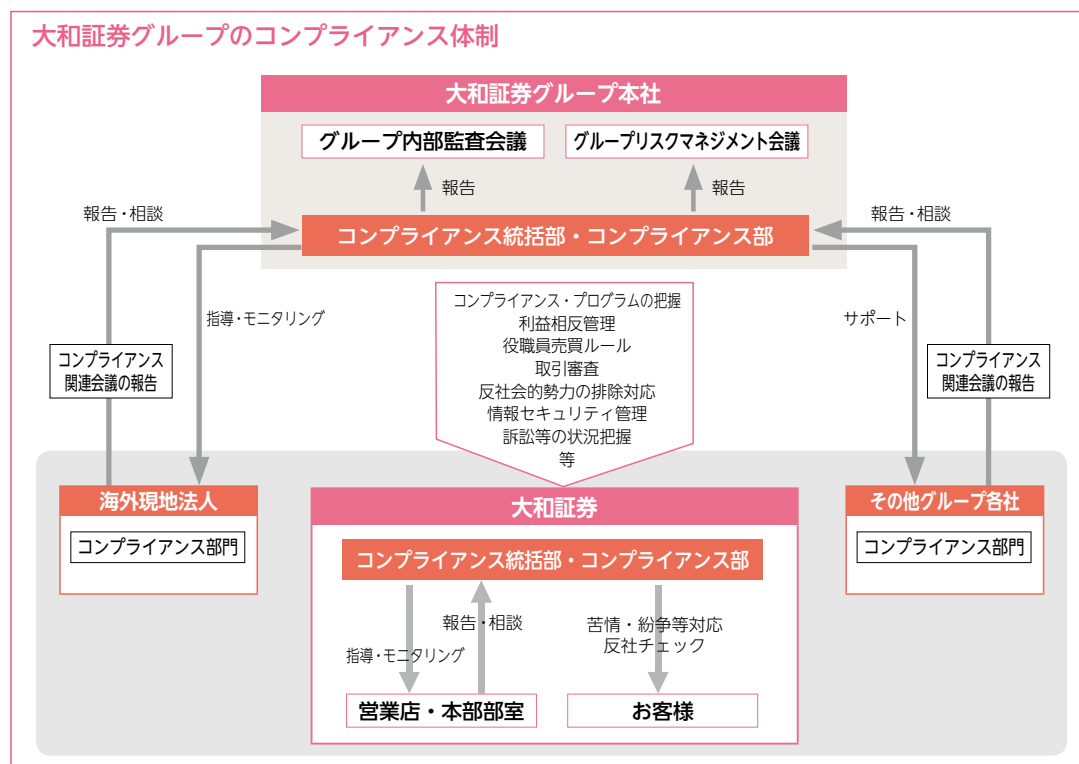 大和証券グループのコンプライアンス体制
大和証券グループ本社
グループ内部監査会議
グループリスクマネジメント会議
報告
報告
報告・相談
報告・相談
コンプライアンス統括部・コンプライアンス部
指導・モニタリング
サポート
コンプライアンス・プログラムの把握
利益相反管理
役職員売買ルール
取引審査
反社会的勢力の排除対応
情報セキュリティ管理
訴訟等の状況把握
等
コンプライアンス
関連会議の報告
コンプライアンス
関連会議の報告
海外現地法人
コンプライアンス部門
大和証券
その他グループ各社
コンプライアンス部門
コンプライアンス統括部・コンプライアンス部
報告・相談
指導・モニタリング
苦情・紛争等対応
反社チェック
営業店・本部部室
お客様